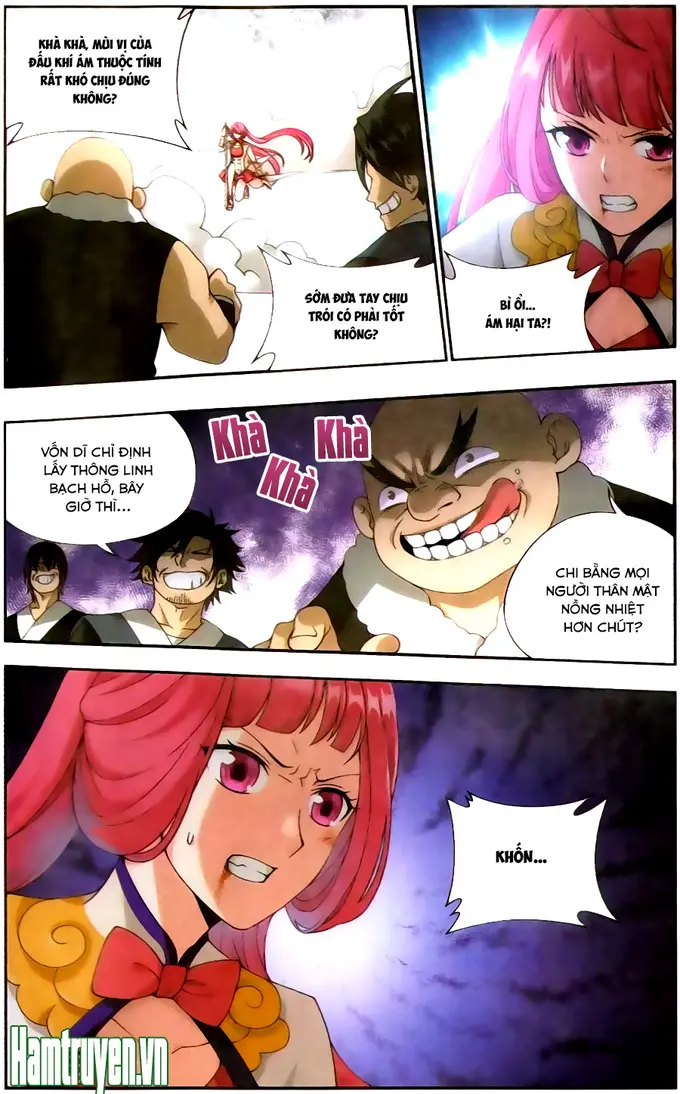 KHÀ KHÀ, MÙI VỊ CỦA
ĐẤU KHÍ ÁM THUỘC TÍNH
RẤT KHÓ CHỊU ĐÚNG
KHÔNG?
SỚM ĐƯA TAY CHỊU
TRÓI CÓ PHẢI TỐT
KHÔNG?
BỈ ỔI...
ÁM HẠI TA?!
VỐN DĨ CHỈ ĐỊNH
LẤY THÔNG LINH
BẠCH HỔ, BÂY
GIỜ THÌ...
Khà
Khà
Khà
CHI BẰNG MỌI
NGƯỜI THÂN MẬT
NỒNG NHIỆT
HƠN CHÚT?
KHỐN...
Hamtruyen.vn